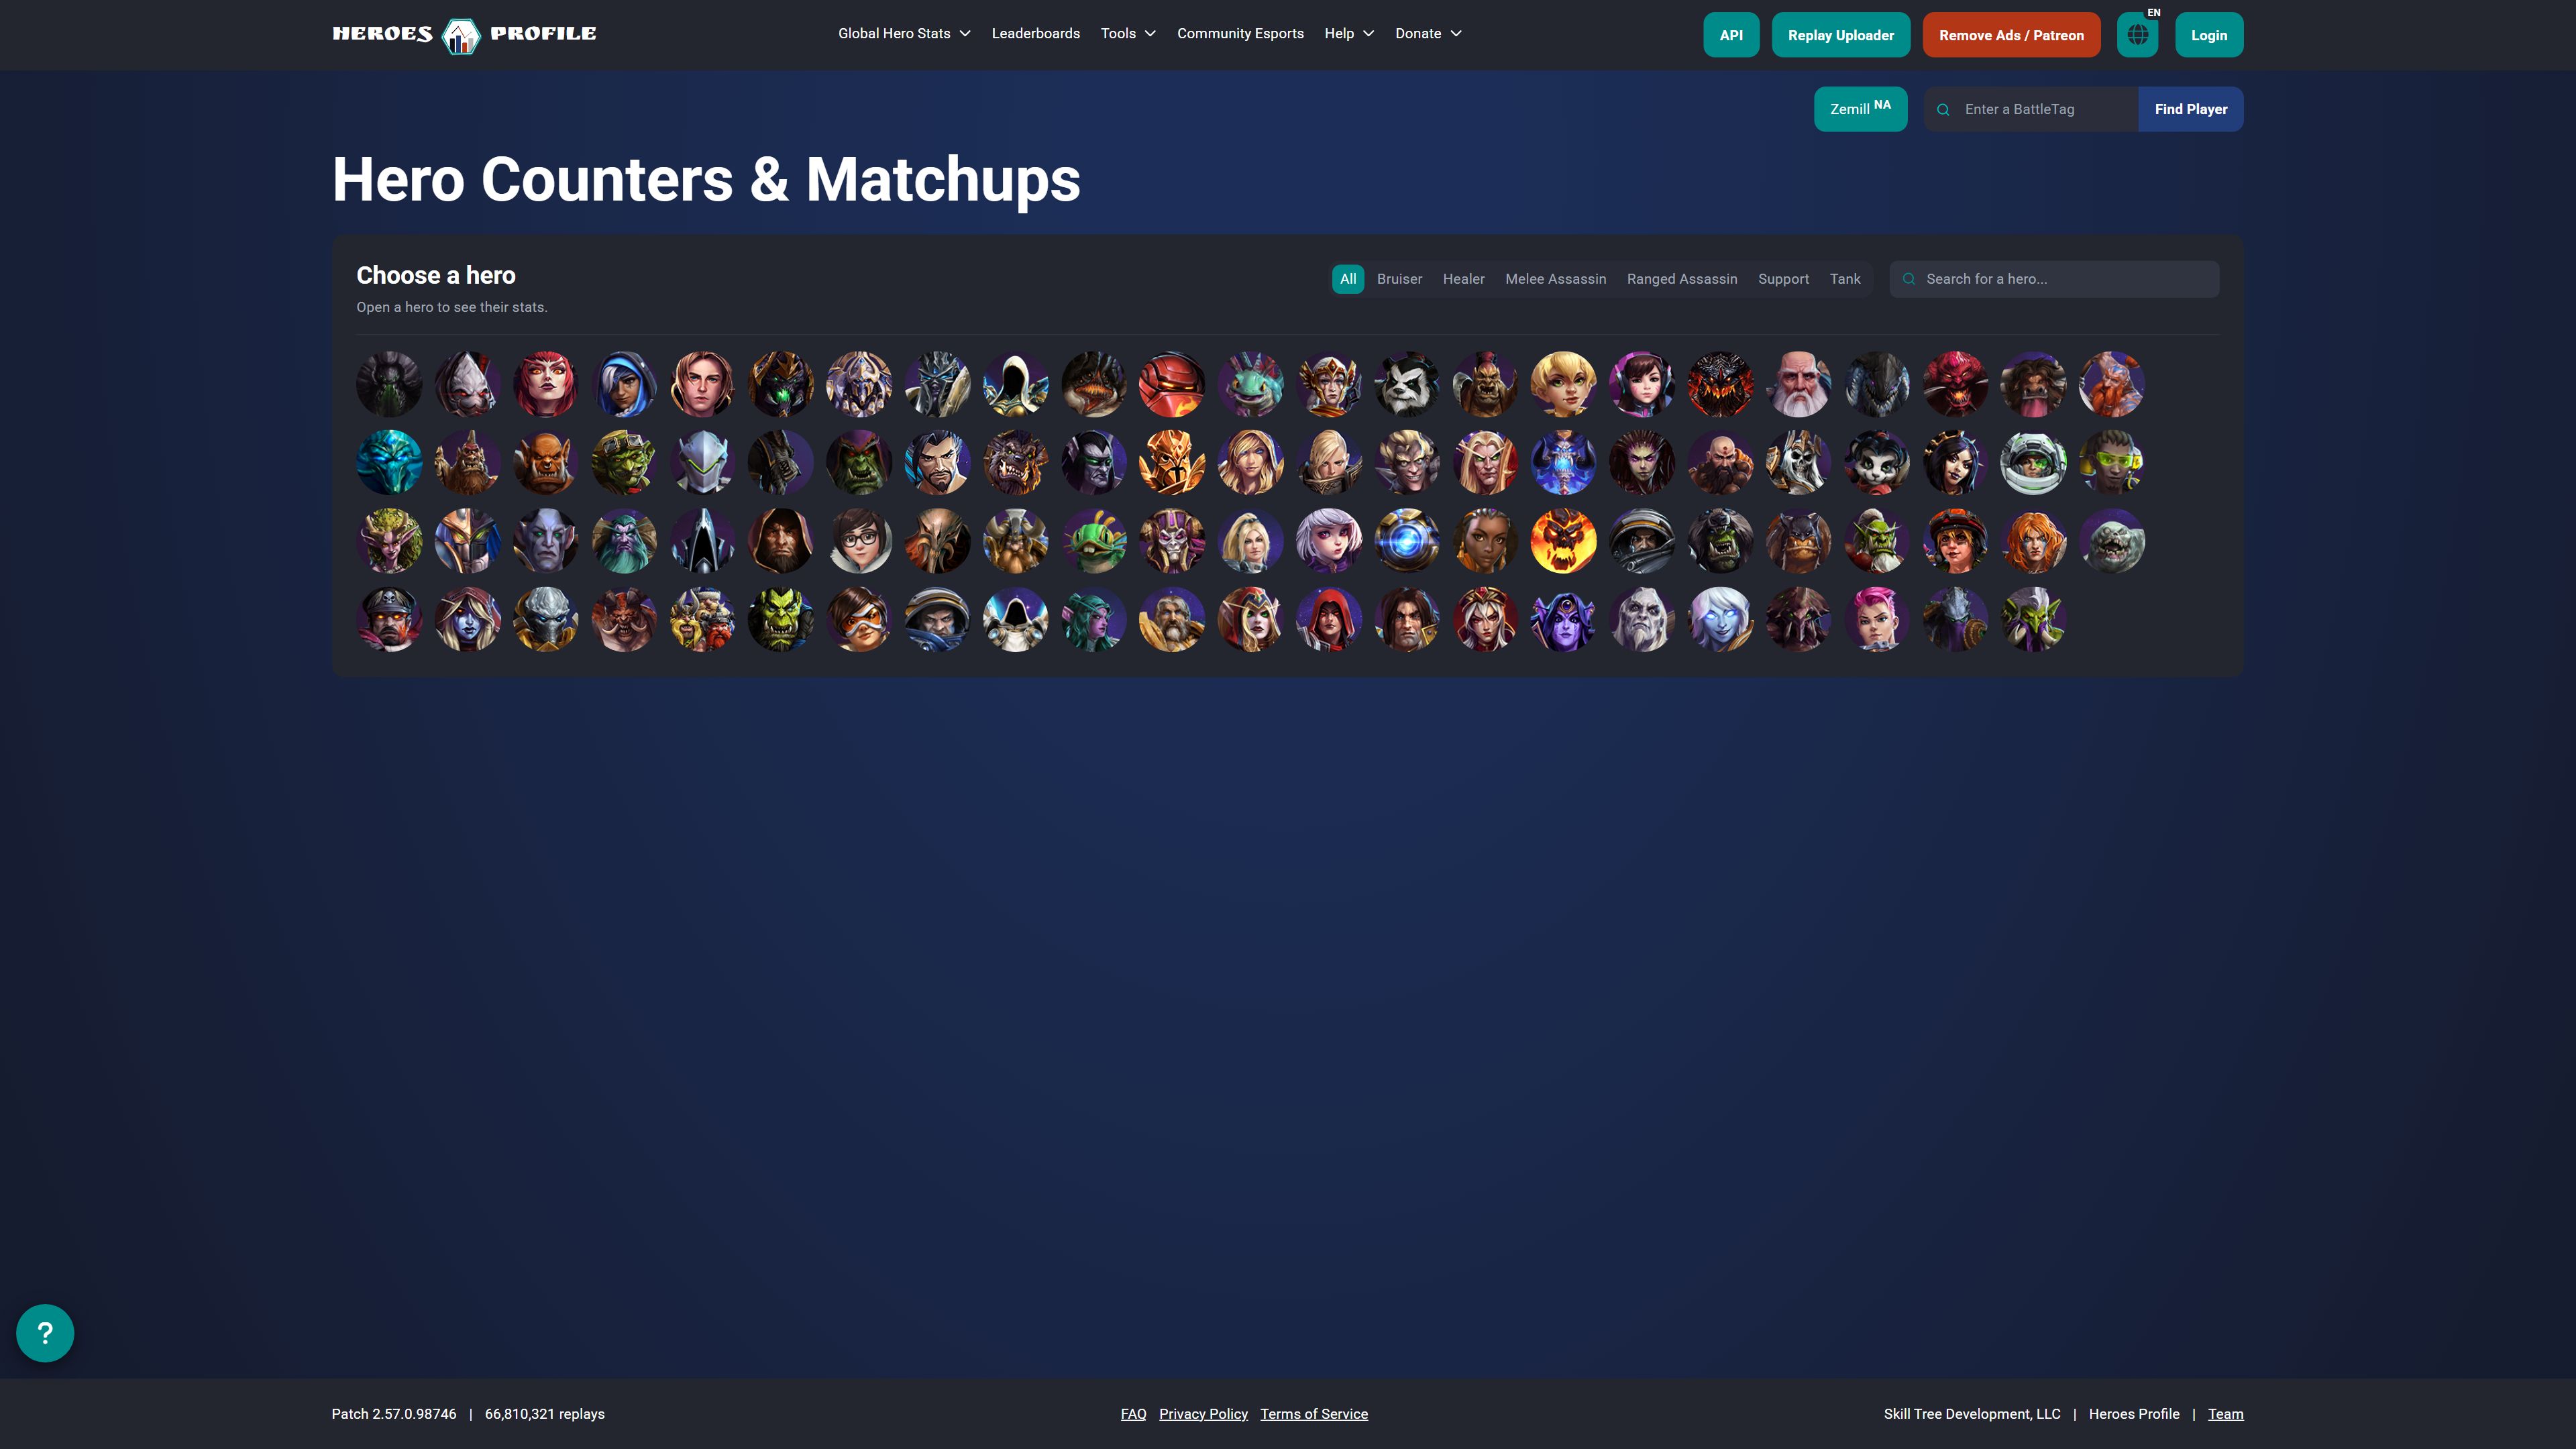 HEROES PROFILE
Global Hero Stats
Leaderboards
Tools
Community Esports
Help
Donate
API
Replay Uploader
Remove Ads / Patreon
EN
Login
Zemill NA
Enter a BattleTag
Find Player
Hero Counters & Matchups
Choose a hero
Open a hero to see their stats.
All
Bruiser
Healer
Melee Assassin
Ranged Assassin
Support
Tank
Search for a hero...
?
Patch 2.57.0.98746 | 66,810,321 replays
FAQ Privacy Policy Terms of Service
Skill Tree Development, LLC | Heroes Profile | Team